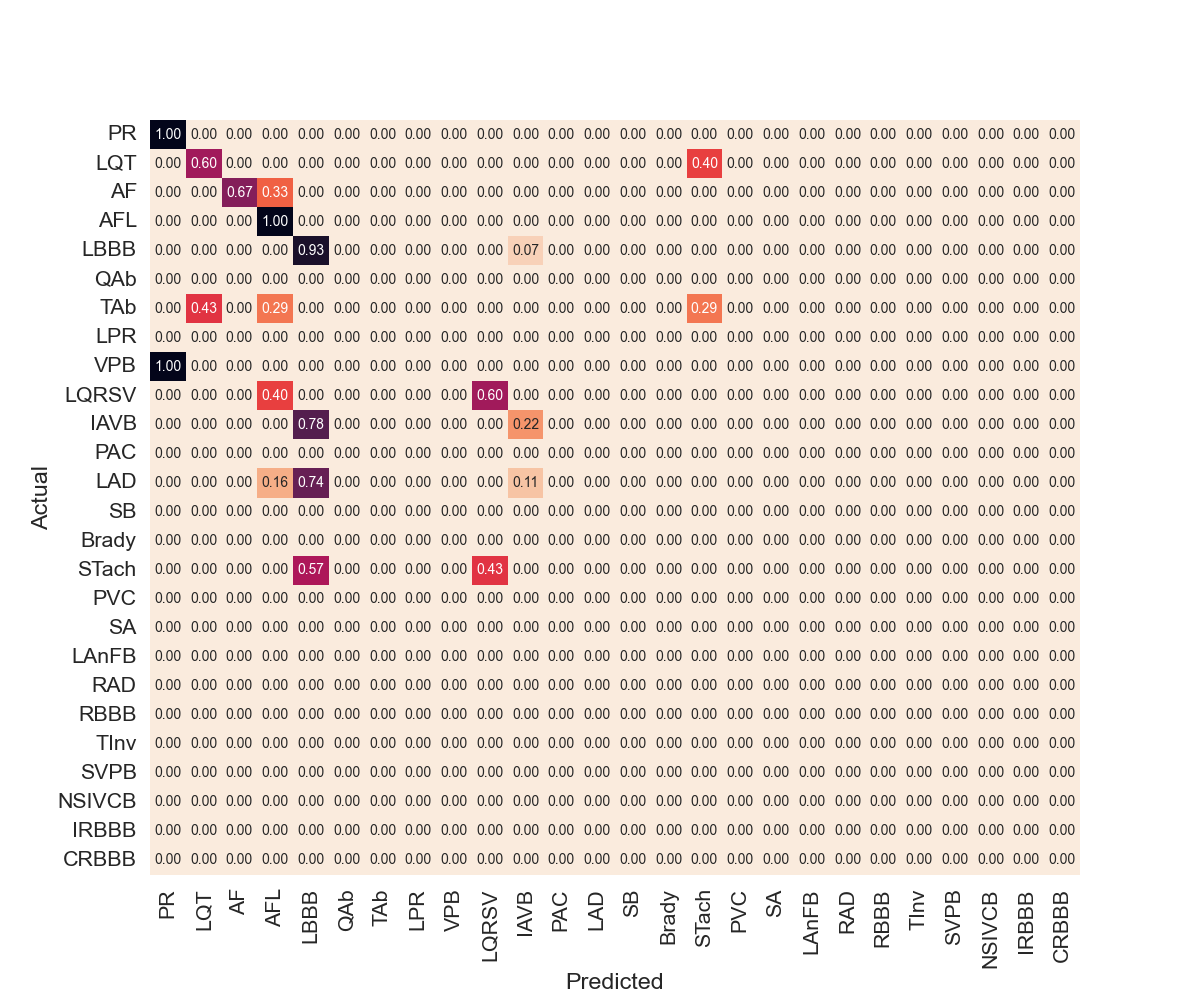 PR 1.00 0.00 0.00 0.00 0.00 0.00 0.00 0.00 0.00 0.00 0.00 0.00 0.00 0.00 0.00 0.00 0.00 0.00 0.00 0.00 0.00 0.00 0.00 0.00 0.00 0.00
LQT 0.00 0.60 0.00 0.00 0.00 0.00 0.00 0.00 0.00 0.00 0.00 0.00 0.00 0.00 0.00 0.40 0.00 0.00 0.00 0.00 0.00 0.00 0.00 0.00 0.00 0.00
AF 0.00 0.00 0.67 0.33 0.00 0.00 0.00 0.00 0.00 0.00 0.00 0.00 0.00 0.00 0.00 0.00 0.00 0.00 0.00 0.00 0.00 0.00 0.00 0.00 0.00 0.00
AFL 0.00 0.00 0.00 1.00 0.00 0.00 0.00 0.00 0.00 0.00 0.00 0.00 0.00 0.00 0.00 0.00 0.00 0.00 0.00 0.00 0.00 0.00 0.00 0.00 0.00 0.00
LBBB 0.00 0.00 0.00 0.00 0.93 0.00 0.00 0.00 0.00 0.00 0.07 0.00 0.00 0.00 0.00 0.00 0.00 0.00 0.00 0.00 0.00 0.00 0.00 0.00 0.00 0.00
QAb 0.00 0.00 0.00 0.00 0.00 0.00 0.00 0.00 0.00 0.00 0.00 0.00 0.00 0.00 0.00 0.00 0.00 0.00 0.00 0.00 0.00 0.00 0.00 0.00 0.00 0.00
TAb 0.00 0.43 0.00 0.29 0.00 0.00 0.00 0.00 0.00 0.00 0.00 0.00 0.00 0.00 0.00 0.29 0.00 0.00 0.00 0.00 0.00 0.00 0.00 0.00 0.00 0.00
LPR 0.00 0.00 0.00 0.00 0.00 0.00 0.00 0.00 0.00 0.00 0.00 0.00 0.00 0.00 0.00 0.00 0.00 0.00 0.00 0.00 0.00 0.00 0.00 0.00 0.00 0.00
VPB 1.00 0.00 0.00 0.00 0.00 0.00 0.00 0.00 0.00 0.00 0.00 0.00 0.00 0.00 0.00 0.00 0.00 0.00 0.00 0.00 0.00 0.00 0.00 0.00 0.00 0.00
LQRSV 0.00 0.00 0.00 0.40 0.00 0.00 0.00 0.00 0.00 0.60 0.00 0.00 0.00 0.00 0.00 0.00 0.00 0.00 0.00 0.00 0.00 0.00 0.00 0.00 0.00 0.00
IAVB 0.00 0.00 0.00 0.00 0.78 0.00 0.00 0.00 0.00 0.00 0.22 0.00 0.00 0.00 0.00 0.00 0.00 0.00 0.00 0.00 0.00 0.00 0.00 0.00 0.00 0.00
PAC 0.00 0.00 0.00 0.00 0.00 0.00 0.00 0.00 0.00 0.00 0.00 0.00 0.00 0.00 0.00 0.00 0.00 0.00 0.00 0.00 0.00 0.00 0.00 0.00 0.00 0.00
LAD 0.00 0.00 0.00 0.16 0.74 0.00 0.00 0.00 0.00 0.00 0.11 0.00 0.00 0.00 0.00 0.00 0.00 0.00 0.00 0.00 0.00 0.00 0.00 0.00 0.00 0.00
SB 0.00 0.00 0.00 0.00 0.00 0.00 0.00 0.00 0.00 0.00 0.00 0.00 0.00 0.00 0.00 0.00 0.00 0.00 0.00 0.00 0.00 0.00 0.00 0.00 0.00 0.00
Brady 0.00 0.00 0.00 0.00 0.00 0.00 0.00 0.00 0.00 0.00 0.00 0.00 0.00 0.00 0.00 0.00 0.00 0.00 0.00 0.00 0.00 0.00 0.00 0.00 0.00 0.00
STach 0.00 0.00 0.00 0.00 0.57 0.00 0.00 0.00 0.00 0.43 0.00 0.00 0.00 0.00 0.00 0.00 0.00 0.00 0.00 0.00 0.00 0.00 0.00 0.00 0.00 0.00
PVC 0.00 0.00 0.00 0.00 0.00 0.00 0.00 0.00 0.00 0.00 0.00 0.00 0.00 0.00 0.00 0.00 0.00 0.00 0.00 0.00 0.00 0.00 0.00 0.00 0.00 0.00
SA 0.00 0.00 0.00 0.00 0.00 0.00 0.00 0.00 0.00 0.00 0.00 0.00 0.00 0.00 0.00 0.00 0.00 0.00 0.00 0.00 0.00 0.00 0.00 0.00 0.00 0.00
LAnFB 0.00 0.00 0.00 0.00 0.00 0.00 0.00 0.00 0.00 0.00 0.00 0.00 0.00 0.00 0.00 0.00 0.00 0.00 0.00 0.00 0.00 0.00 0.00 0.00 0.00 0.00
RAD 0.00 0.00 0.00 0.00 0.00 0.00 0.00 0.00 0.00 0.00 0.00 0.00 0.00 0.00 0.00 0.00 0.00 0.00 0.00 0.00 0.00 0.00 0.00 0.00 0.00 0.00
RBBB 0.00 0.00 0.00 0.00 0.00 0.00 0.00 0.00 0.00 0.00 0.00 0.00 0.00 0.00 0.00 0.00 0.00 0.00 0.00 0.00 0.00 0.00 0.00 0.00 0.00 0.00
TInv 0.00 0.00 0.00 0.00 0.00 0.00 0.00 0.00 0.00 0.00 0.00 0.00 0.00 0.00 0.00 0.00 0.00 0.00 0.00 0.00 0.00 0.00 0.00 0.00 0.00 0.00
SVPB 0.00 0.00 0.00 0.00 0.00 0.00 0.00 0.00 0.00 0.00 0.00 0.00 0.00 0.00 0.00 0.00 0.00 0.00 0.00 0.00 0.00 0.00 0.00 0.00 0.00 0.00
NSIVCB 0.00 0.00 0.00 0.00 0.00 0.00 0.00 0.00 0.00 0.00 0.00 0.00 0.00 0.00 0.00 0.00 0.00 0.00 0.00 0.00 0.00 0.00 0.00 0.00 0.00 0.00
IRBBB 0.00 0.00 0.00 0.00 0.00 0.00 0.00 0.00 0.00 0.00 0.00 0.00 0.00 0.00 0.00 0.00 0.00 0.00 0.00 0.00 0.00 0.00 0.00 0.00 0.00 0.00
CRBBB 0.00 0.00 0.00 0.00 0.00 0.00 0.00 0.00 0.00 0.00 0.00 0.00 0.00 0.00 0.00 0.00 0.00 0.00 0.00 0.00 0.00 0.00 0.00 0.00 0.00 0.00
Actual
PR LQT AF AFL LBBB QAb TAb LPR VPB LQRSV IAVB PAC LAD SB Brady STach PVC SA LAnFB RAD RBBB TInv SVPB NSIVCB IRBBB CRBBB
Predicted